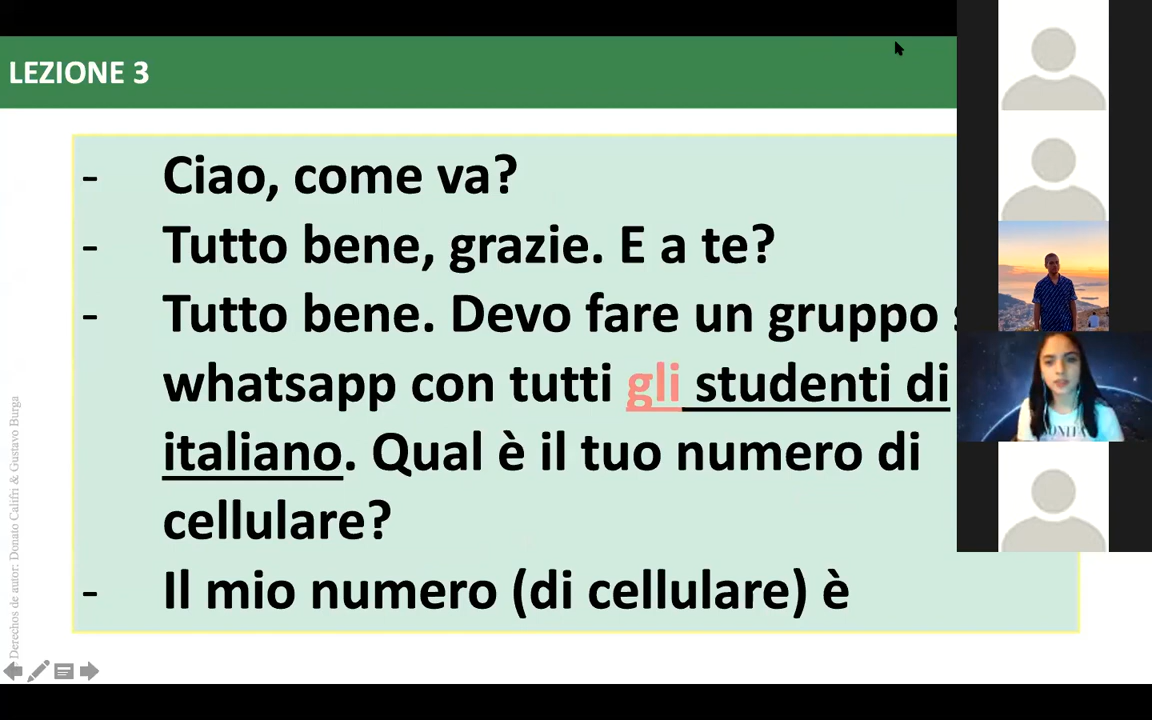 LEZIONE 3
- Ciao, come va?
- Tutto bene, grazie. E a te?
- Tutto bene. Devo fare un gruppo
whatsapp con tutti gli studenti di
italiano. Qual è il tuo numero di
cellulare?
- Il mio numero (di cellulare) è
Derechos de autor: Donato Califri & Gustavo Burga